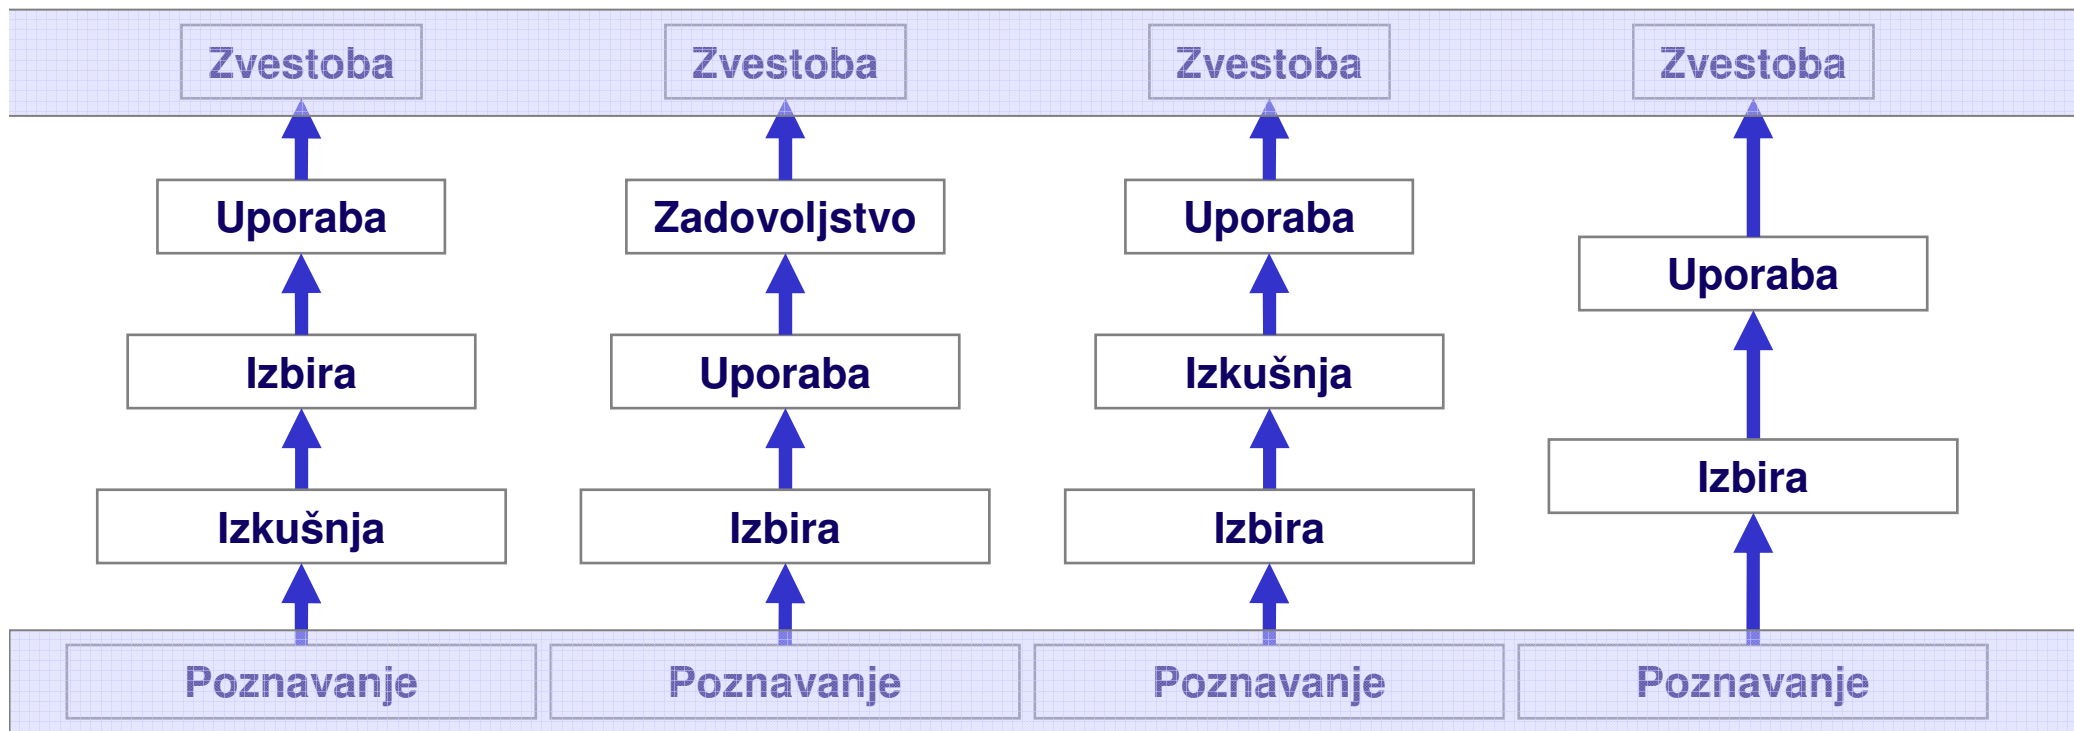 Zvestoba Zvestoba Zvestoba Zvestoba
Uporaba Zadovoljstvo Uporaba
Uporaba
Izbira Uporaba Izkušnja
Izbira
Izkušnja Izbira Izbira
Poznavanje Poznavanje Poznavanje Poznavanje